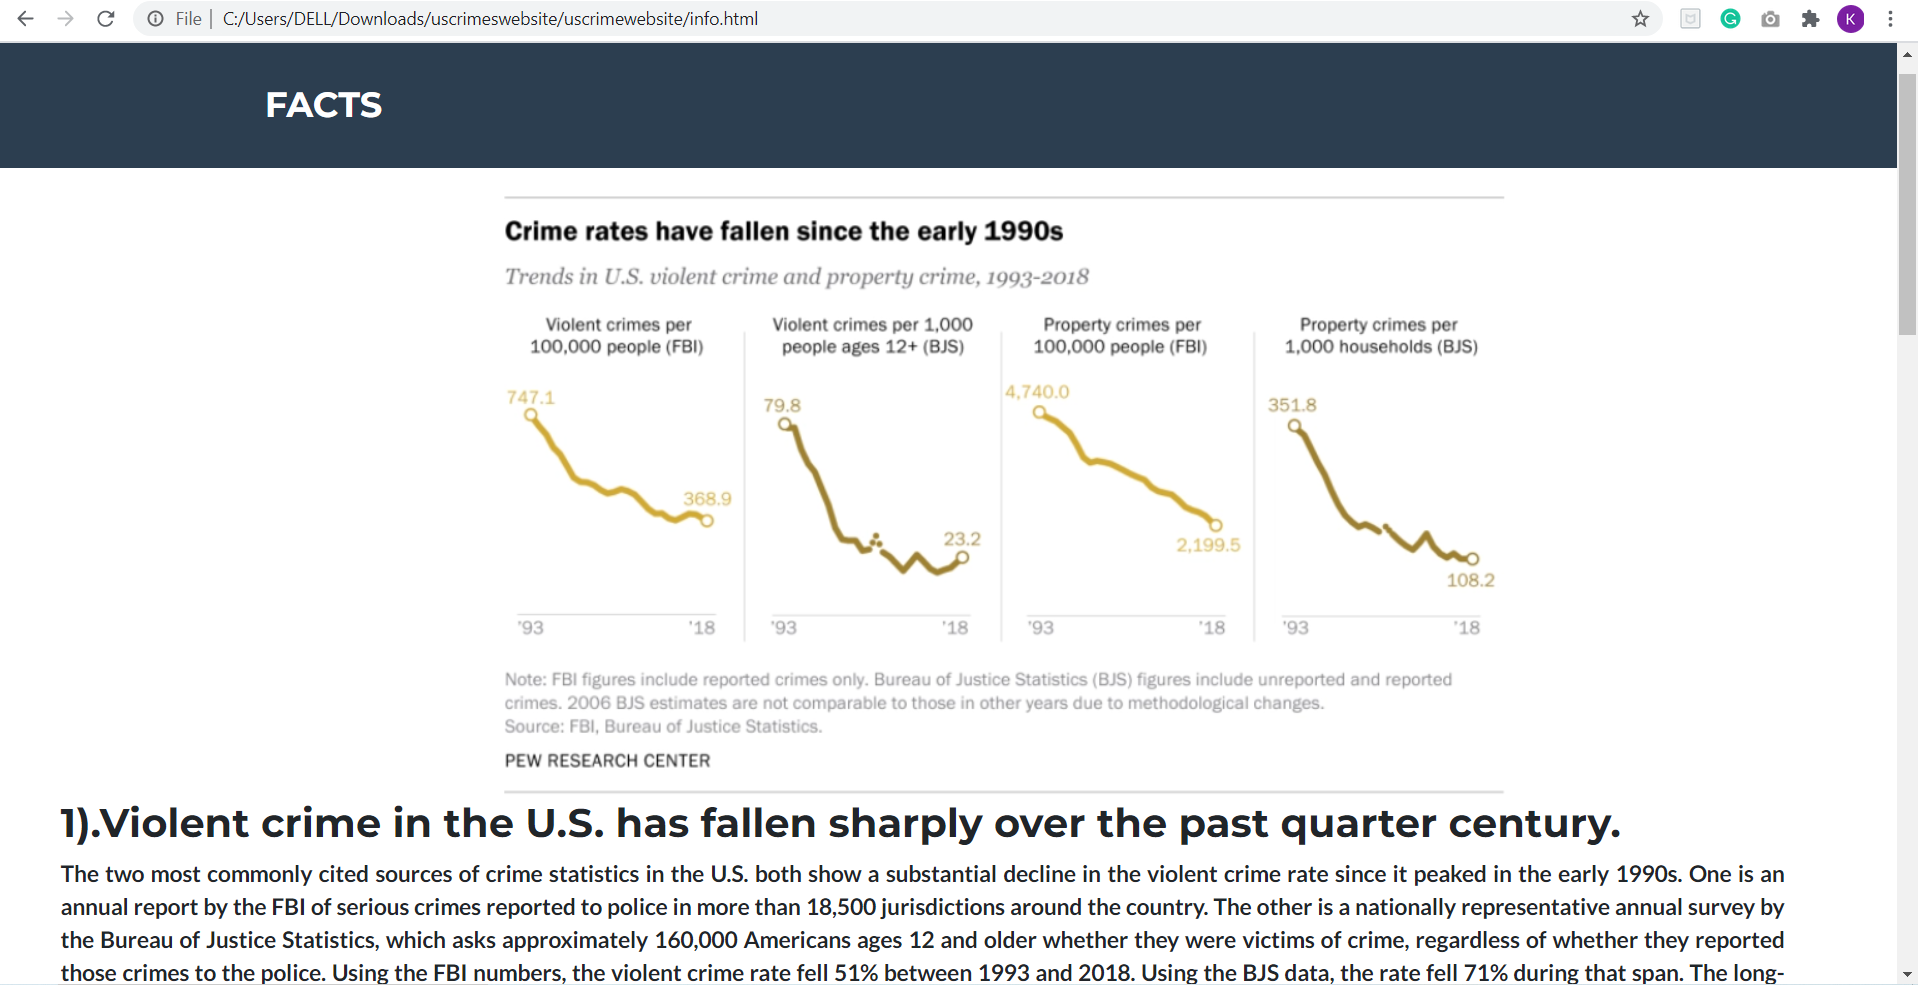 File | C:/Users/DELL/Downloads/uscrimeswebsite/uscrimewebsite/info.html
K
FACTS
Crime rates have fallen since the early 1990s
Trends in U.S. violent crime and property crime, 1993-2018
Violent crimes per
100,000 people (FBI)
747.1
368.9
'93 '18
Violent crimes per 1,000
people ages 12+ (BJS)
79.8
23.2
'93 '18
Property crimes per
100,000 people (FBI)
4,740.0
2,199.5
'93 '18
Property crimes per
1,000 households (BJS)
351.8
108.2
'93 '18
Note: FBI figures include reported crimes only. Bureau of Justice Statistics (BJS) figures include unreported and reported
crimes. 2006 BJS estimates are not comparable to those in other years due to methodological changes.
Source: FBI, Bureau of Justice Statistics.
PEW RESEARCH CENTER
1).Violent crime in the U.S. has fallen sharply over the past quarter century.
The two most commonly cited sources of crime statistics in the U.S. both show a substantial decline in the violent crime rate since it peaked in the early 1990s. One is an
annual report by the FBI of serious crimes reported to police in more than 18,500 jurisdictions around the country. The other is a nationally representative annual survey by
the Bureau of Justice Statistics, which asks approximately 160,000 Americans ages 12 and older whether they were victims of crime, regardless of whether they reported
those crimes to the police. Using the FBI numbers, the violent crime rate fell 51% between 1993 and 2018. Using the BJS data, the rate fell 71% during that span. The long-